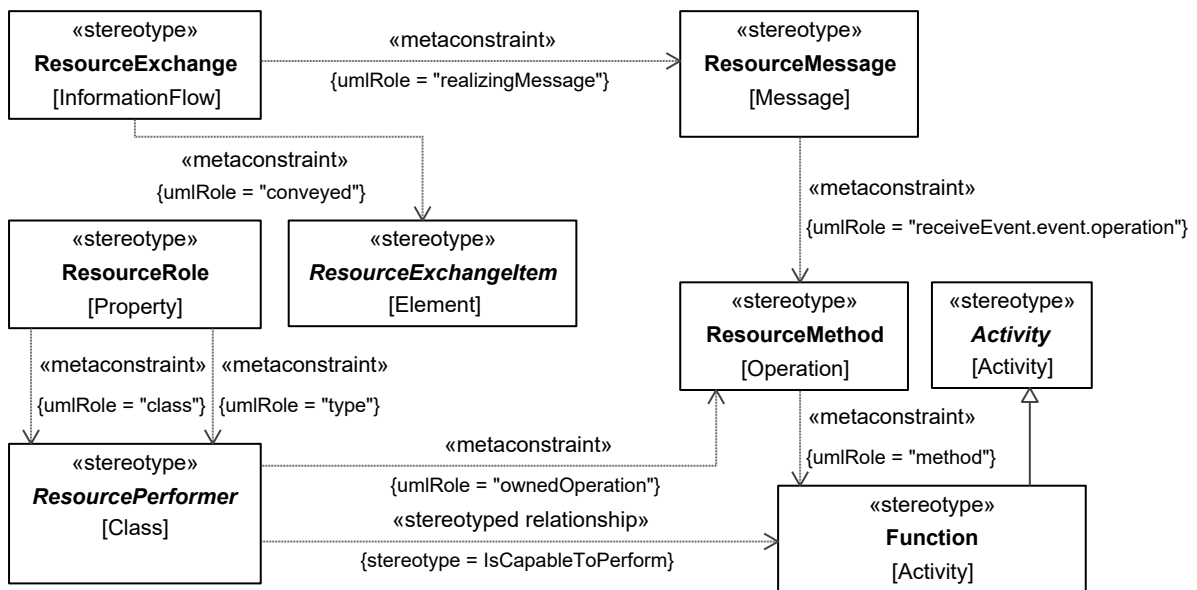 «stereotype»
ResourceExchange
[InformationFlow]
«metaconstraint»
{umlRole = "realizingMessage"}
«stereotype»
ResourceMessage
[Message]
«metaconstraint»
{umlRole = "conveyed"}
«metaconstraint»
{umlRole = "receiveEvent.event.operation"}
«stereotype»
ResourceRole
[Property]
«stereotype»
ResourceExchangeItem
[Element]
«stereotype»
ResourceMethod
[Operation]
«stereotype»
Activity
[Activity]
«metaconstraint»
{umlRole = "class"}
«metaconstraint»
{umlRole = "type"}
«metaconstraint»
{umlRole = "method"}
«stereotype»
ResourcePerformer
[Class]
«metaconstraint»
{umlRole = "ownedOperation"}
«stereotyped relationship»
{stereotype = IsCapableToPerform}
«stereotype»
Function
[Activity]